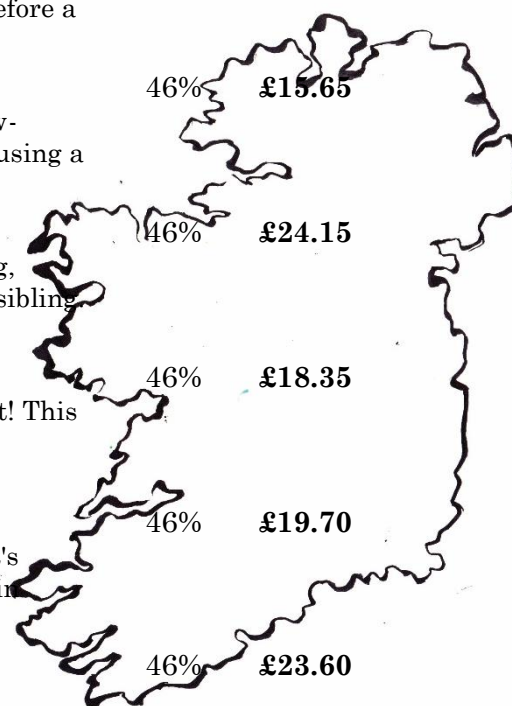 efore a
46% £15.65
w-
using a
46% £24.15
g,
sibling
46% £18.35
t! This
46% £19.70
's
in
46% £23.60